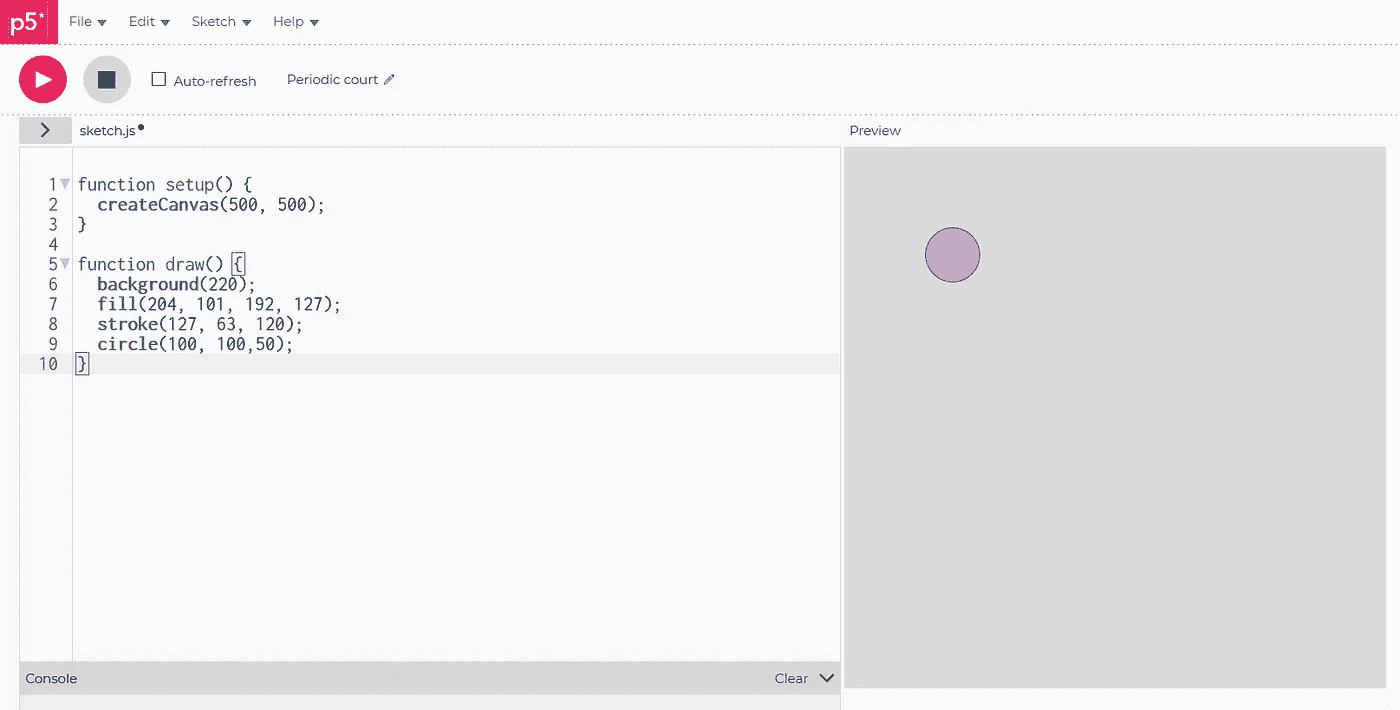 p5* File Edit Sketch Help
Auto-refresh Periodic court
sketch.js
Preview
1 function setup() {
2   createCanvas(500, 500);
3 }
4
5 function draw() {
6   background(220);
7   fill(204, 101, 192, 127);
8   stroke(127, 63, 120);
9   circle(100, 100,50);
10 }
Console Clear